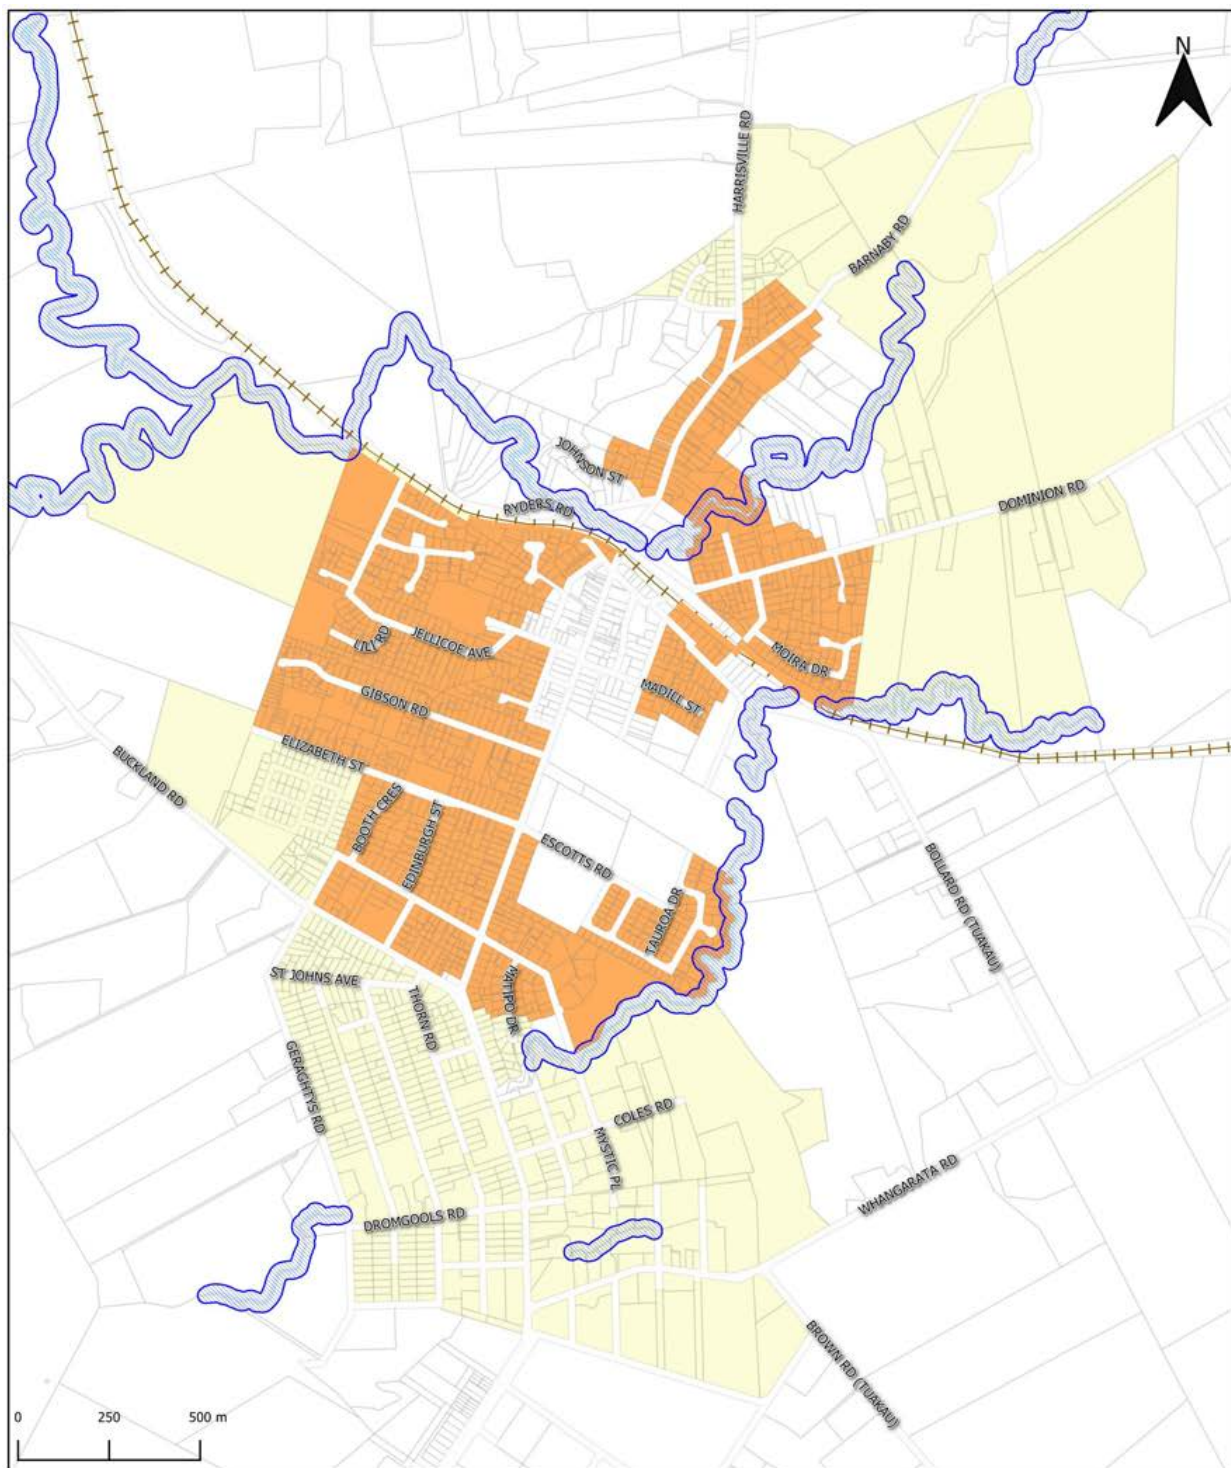 N
HARRISVILLE RD
BARNABY RD
JOHNSON ST
RYDERS RD
DOMINION RD
LILI RD
JELLICOE AVE
MOIRA DR
GIBSON RD
MADILL ST
ELIZABETH ST
BUCKLAND RD
BOOTH CRES
EDINBURGH ST
ESCOTTS RD
TAUROA DR
BOLLARD RD (TUAKAU)
ST JOHNS AVE
THORN RD
MATIPO DR
GERAGHTYS RD
COLES RD
MYSTIC PL
WHANGARATA RD
DROMGOOLS RD
BROWN RD (TUAKAU)
0 250 500 m